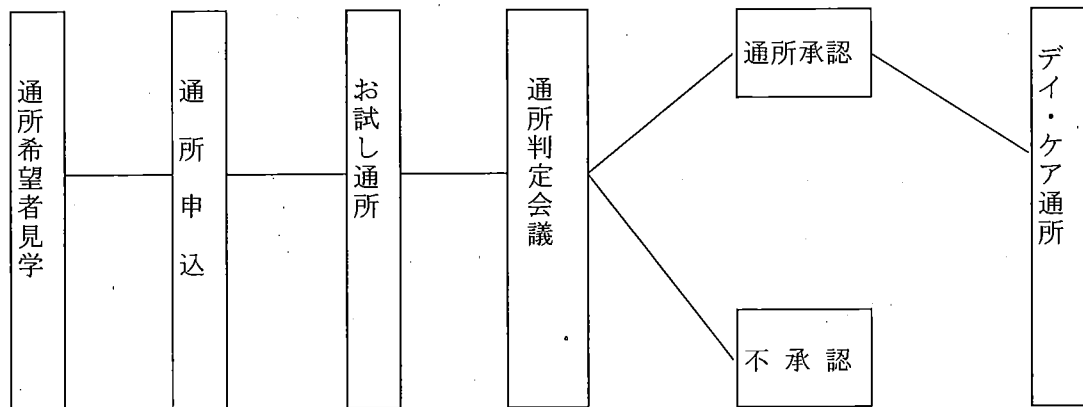 通所希望者見学
通所申込
お試し通所
通所判定会議
通所承認
不承認
デイ・ケア通所